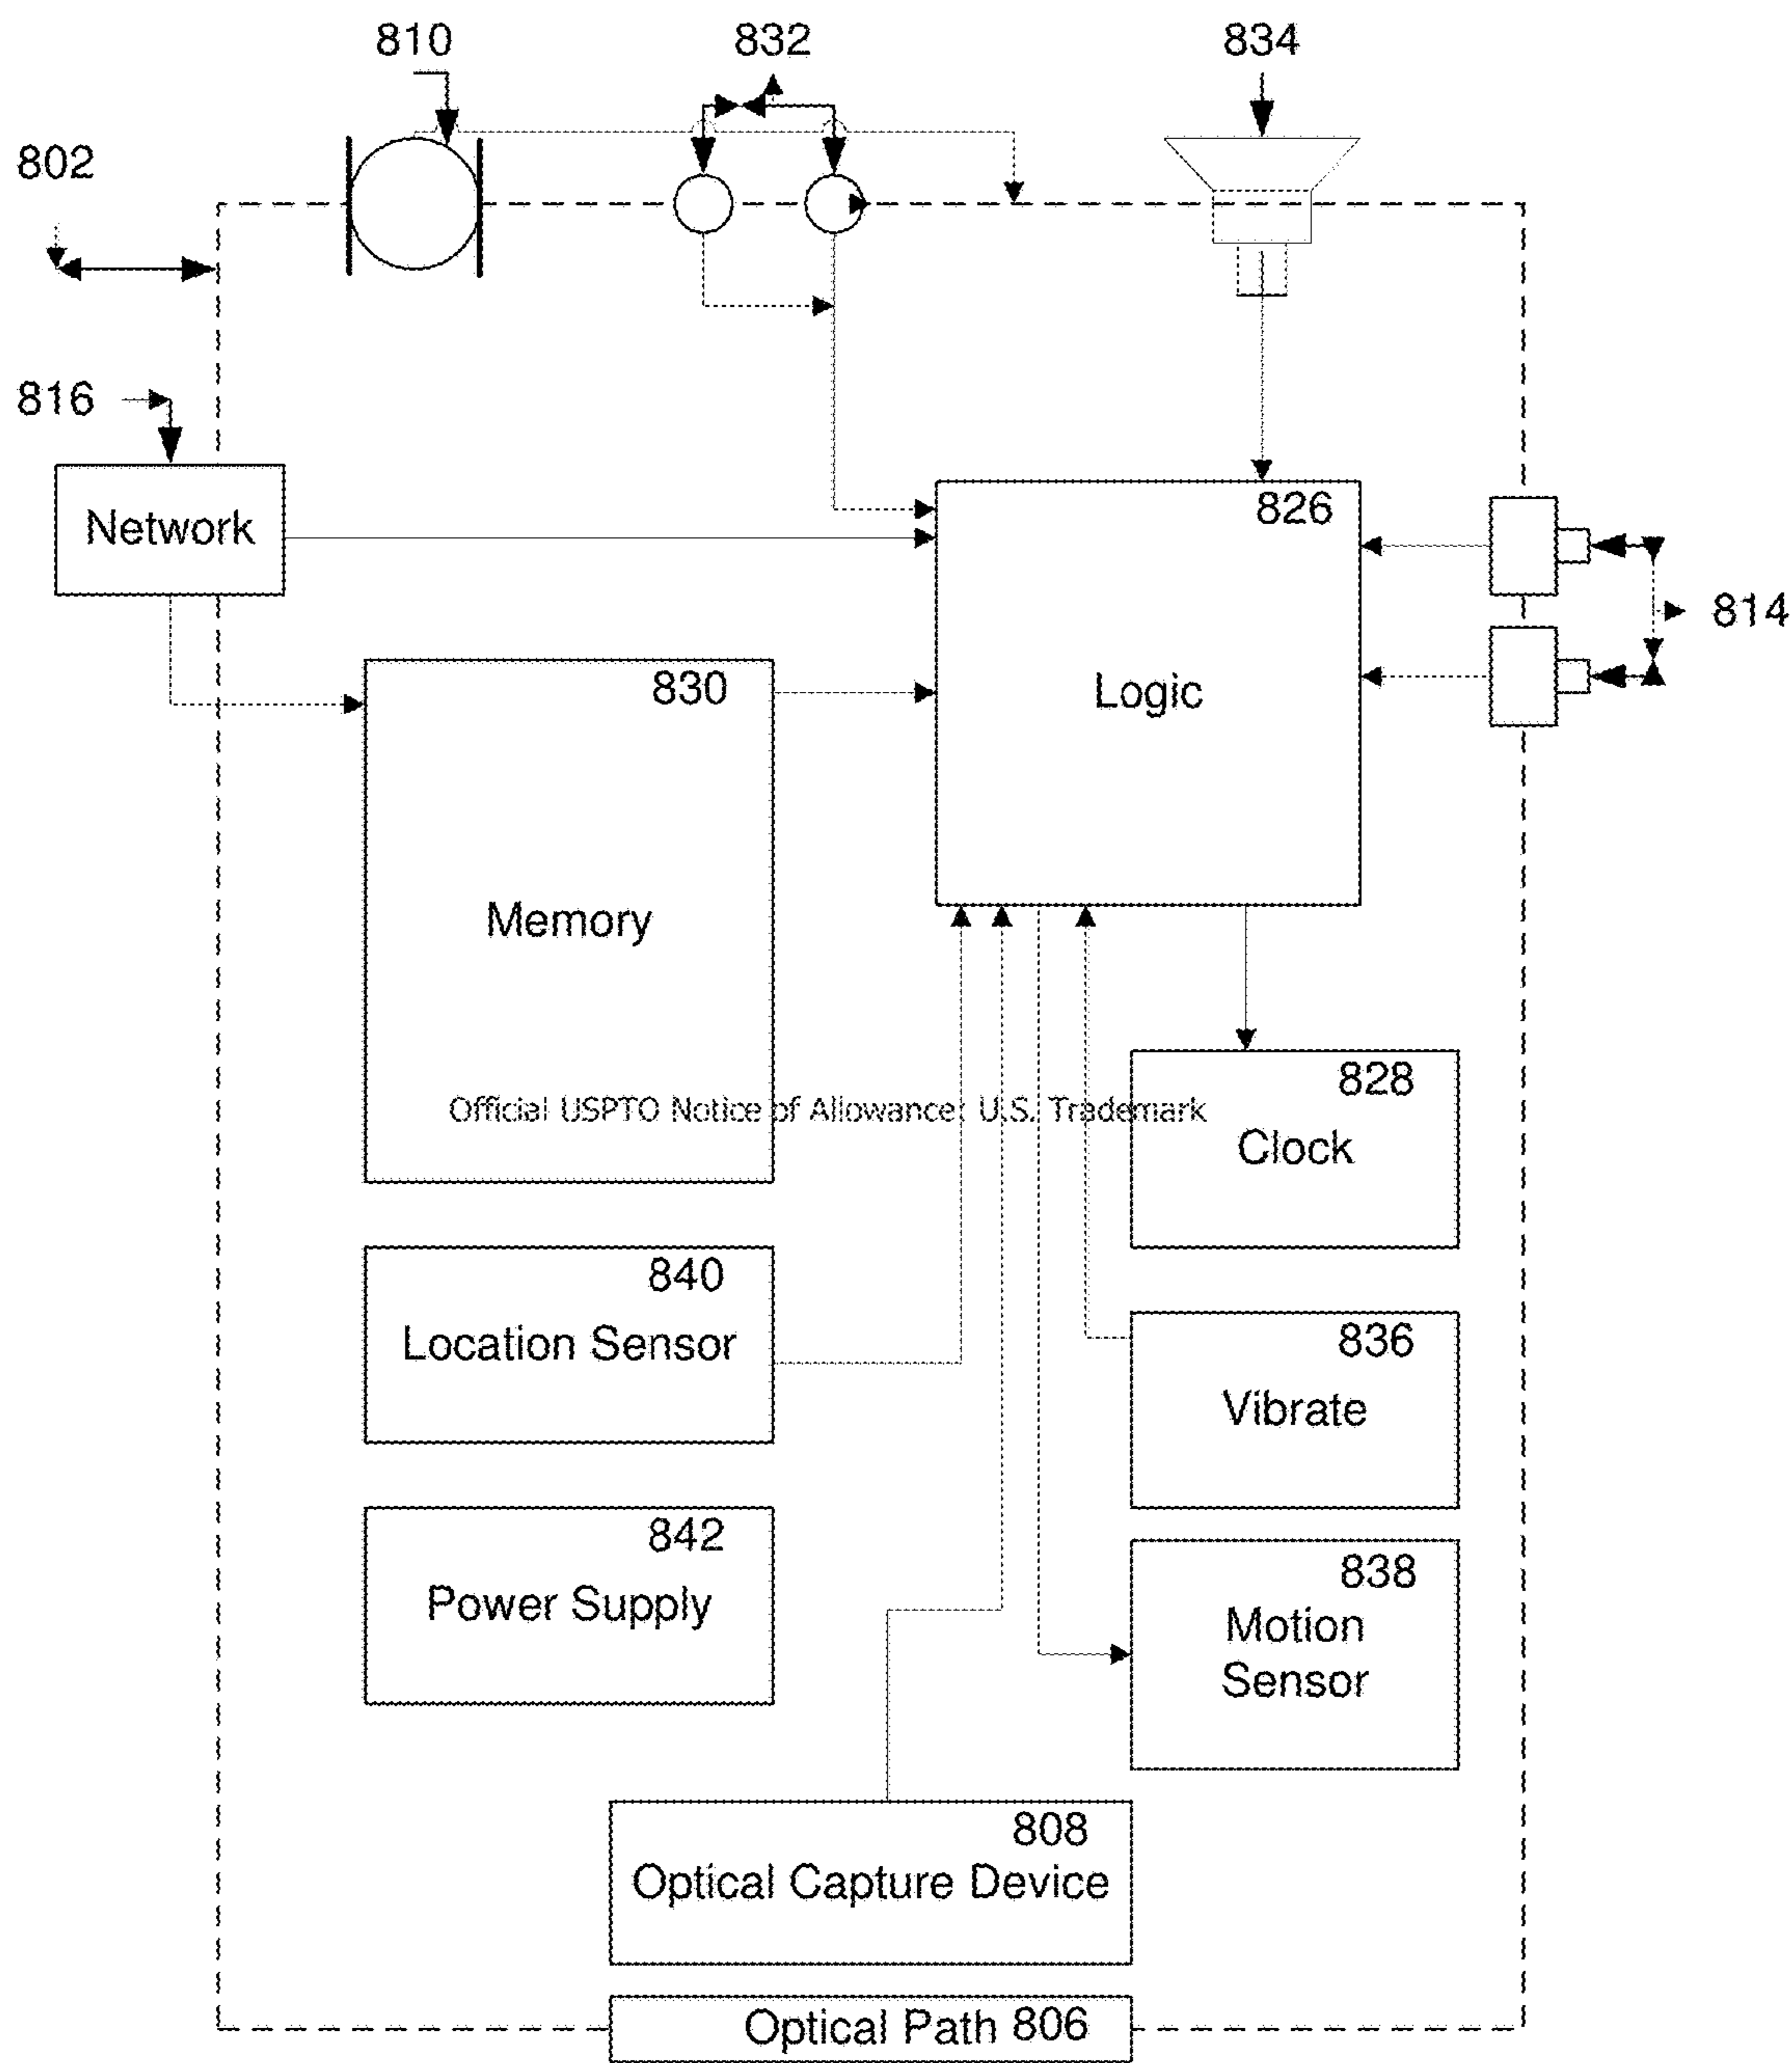 810
832
834
802
816
Network
826
Logic
814
830
Memory
Official USPTO Notice of Allowance: U.S. Trademark
828
Clock
840
Location Sensor
836
Vibrate
842
Power Supply
838
Motion
Sensor
808
Optical Capture Device
Optical Path 806